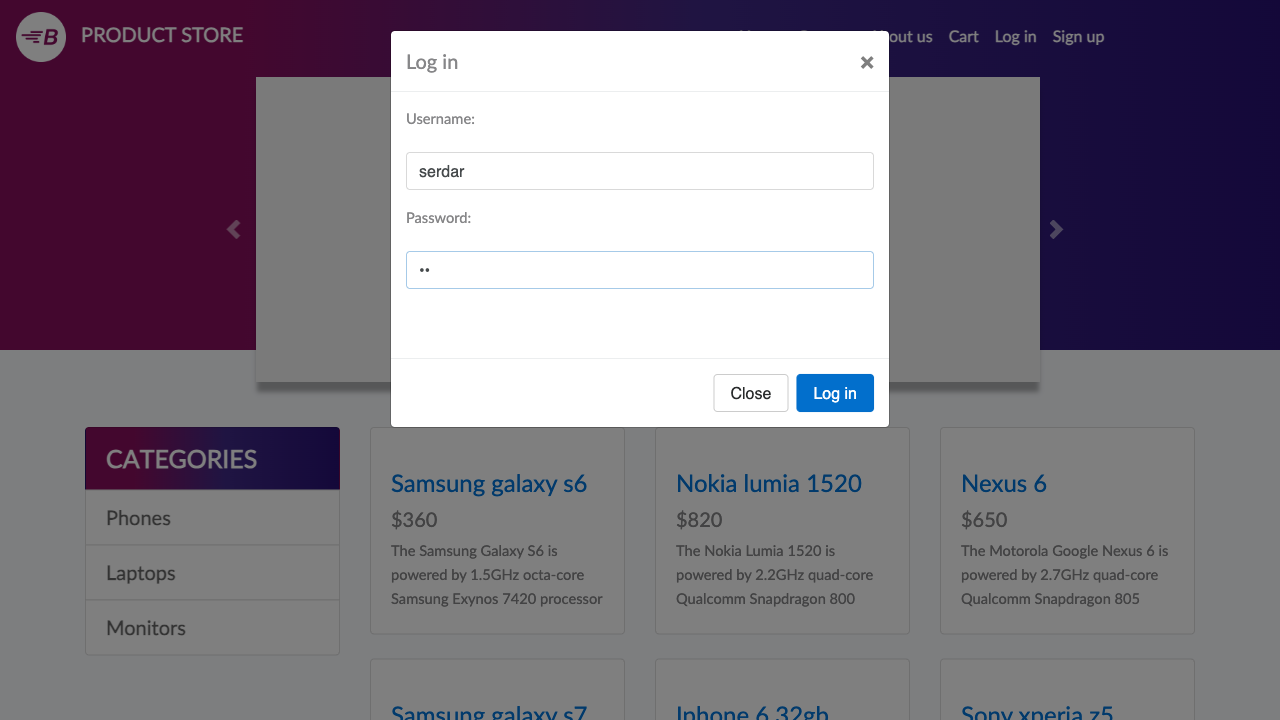 B PRODUCT STORE
out us Cart Log in Sign up
Log in ×
Username:
serdar
Password:
••
Close Log in
CATEGORIES
Phones
Laptops
Monitors
Samsung galaxy s6
$360
The Samsung Galaxy S6 is
powered by 1.5GHz octa-core
Samsung Exynos 7420 processor
Nokia lumia 1520
$820
The Nokia Lumia 1520 is
powered by 2.2GHz quad-core
Qualcomm Snapdragon 800
Nexus 6
$650
The Motorola Google Nexus 6 is
powered by 2.7GHz quad-core
Qualcomm Snapdragon 805
Samsung galaxy s7
Iphone 6 32gb
Sony xperia z5